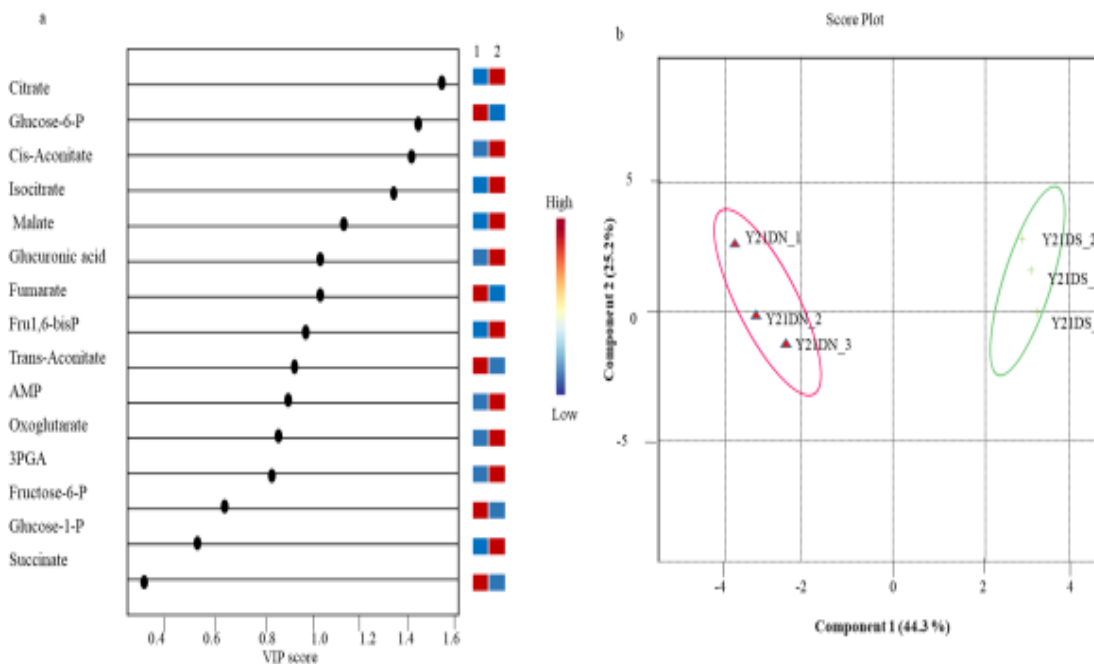 a
1 2
Citrate
Glucose-6-P
Cis-Aconitate
Isocitrate
Malate
Glucuronic acid
Fumarate
Fru1,6-bisP
Trans-Aconitate
AMP
Oxoglutarate
3PGA
Fructose-6-P
Glucose-1-P
Succinate
0.4 0.6 0.8 1.0 1.2 1.4 1.6
VIP score
High
Low
Score Plot
b
Component 2 (25.2%)
5
0
-5
Y21DN_1
Y21DN_2
Y21DN_3
Y21DS_2
Y21DS_
Y21DS_
-4 -2 0 2 4
Component 1 (44.3 %)